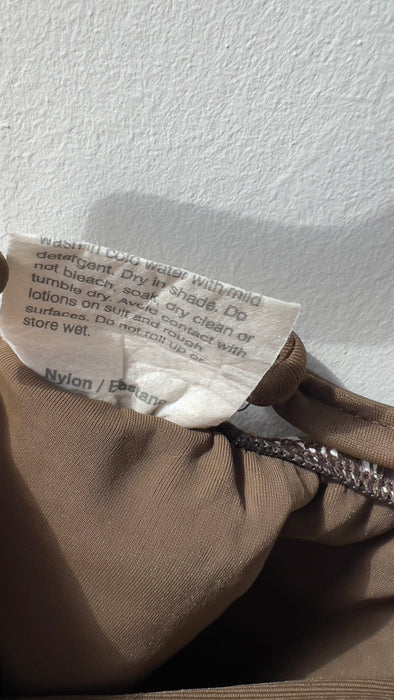 wash in cold water with mild
detergent. Dry in shade. Do
not bleach, soak, dry clean or
tumble dry. Avoid contact with
lotions on suit and rough
surfaces. Do not roll up or
store wet.
Nylon / Elastane